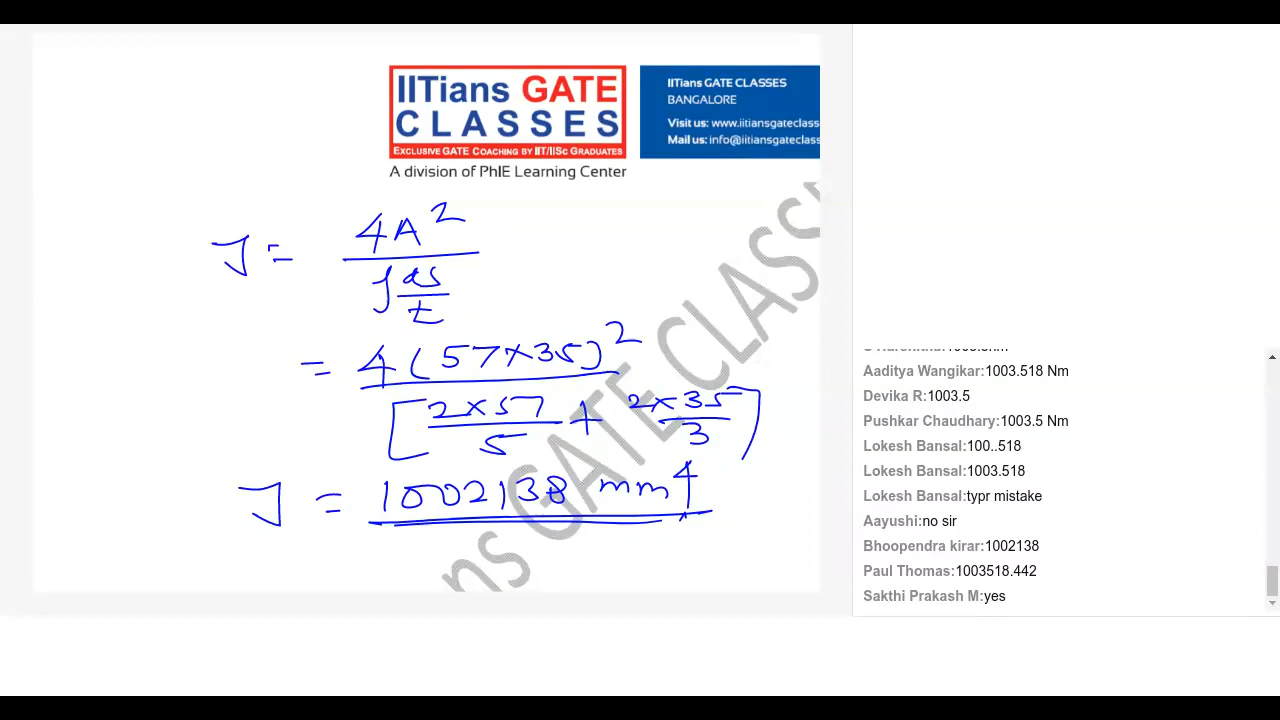 IITians GATE
CLASSES
EXCLUSIVE GATE COACHING BY IIT/IISc GRADUATES
A division of PhIE Learning Center
IITians GATE CLASSES
BANGALORE
Visit us: www.iitiansgateclass
Mail us: info@iitiansgateclass
J = 4A²
∫ ds
t
= 4(57×35)²
[2×57/5 + 2×35/3]
J = 1002138 mm⁴
ns GATE CLASS
Aaditya Wangikar:1003.518 Nm
Devika R:1003.5
Pushkar Chaudhary:1003.5 Nm
Lokesh Bansal:100..518
Lokesh Bansal:1003.518
Lokesh Bansal:typr mistake
Aayushi:no sir
Bhoopendra kirar:1002138
Paul Thomas:1003518.442
Sakthi Prakash M:yes